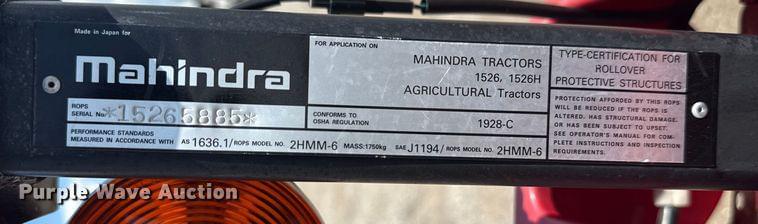 Made in Japan for
Mahindra
ROPS
SERIAL No. *15265885*
PERFORMANCE STANDARDS
MEASURED IN ACCORDANCE WITH AS 1636.1/ ROPS MODEL NO. 2HMM-6 MASS:1750kg SAE J1194/ ROPS MODEL NO. 2HMM-6
FOR APPLICATION ON
MAHINDRA TRACTORS
1526, 1526H
AGRICULTURAL Tractors
CONFORMS TO
OSHA REGULATION 1928-C
TYPE-CERTIFICATION FOR
ROLLOVER
PROTECTIVE STRUCTURES
PROTECTION AFFORDED BY THIS ROPS
WILL BE REDUCED IF THE ROPS IS
ALTERED. HAS STRUCTURAL DAMAGE.
OR HAS BEEN SUBJECT TO UPSET.
SEE OPERATOR'S MANUAL FOR COM-
PLETE INSTRUCTIONS AND INSPECTION
REQUIREMENTS.
Purple Wave Auction